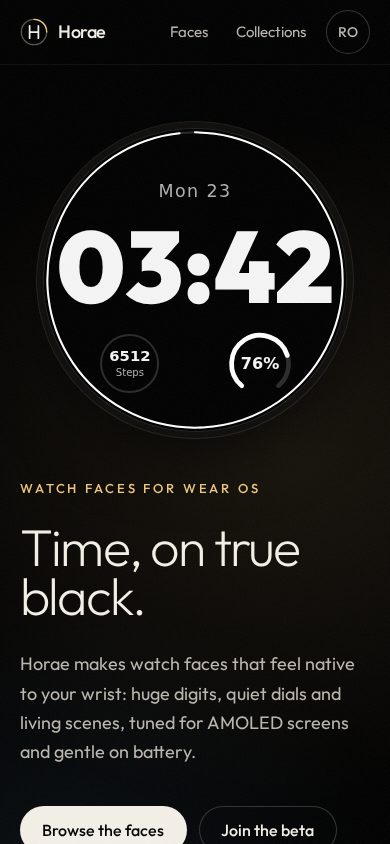 H Horae Faces Collections RO
Mon 23
03:42
6512
Steps
76%
WATCH FACES FOR WEAR OS
Time, on true
black.
Horae makes watch faces that feel native
to your wrist: huge digits, quiet dials and
living scenes, tuned for AMOLED screens
and gentle on battery.
Browse the faces Join the beta